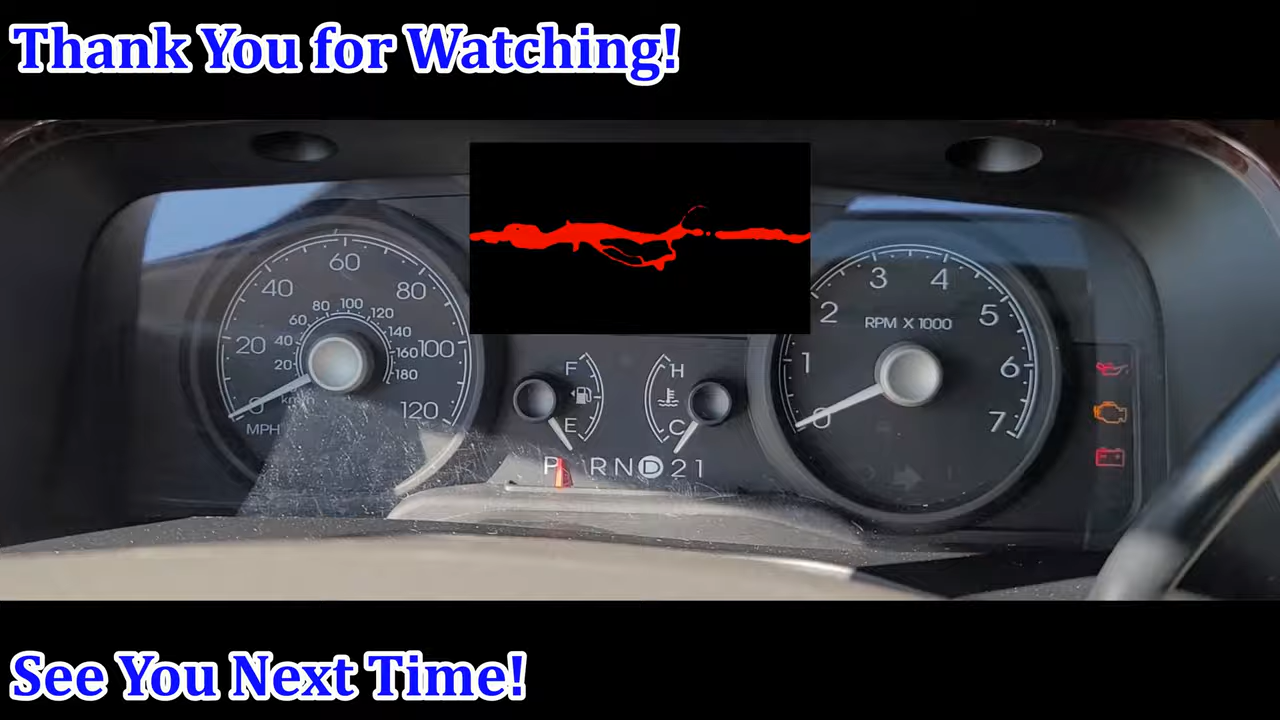 Thank You for Watching!
0 20 40 60 80 100 120
20 40 60 80 100 120 140 160 180
MPH
F
E
H
C
P R N D 2 1
0 1 2 3 4 5 6 7
RPM X 1000
See You Next Time!